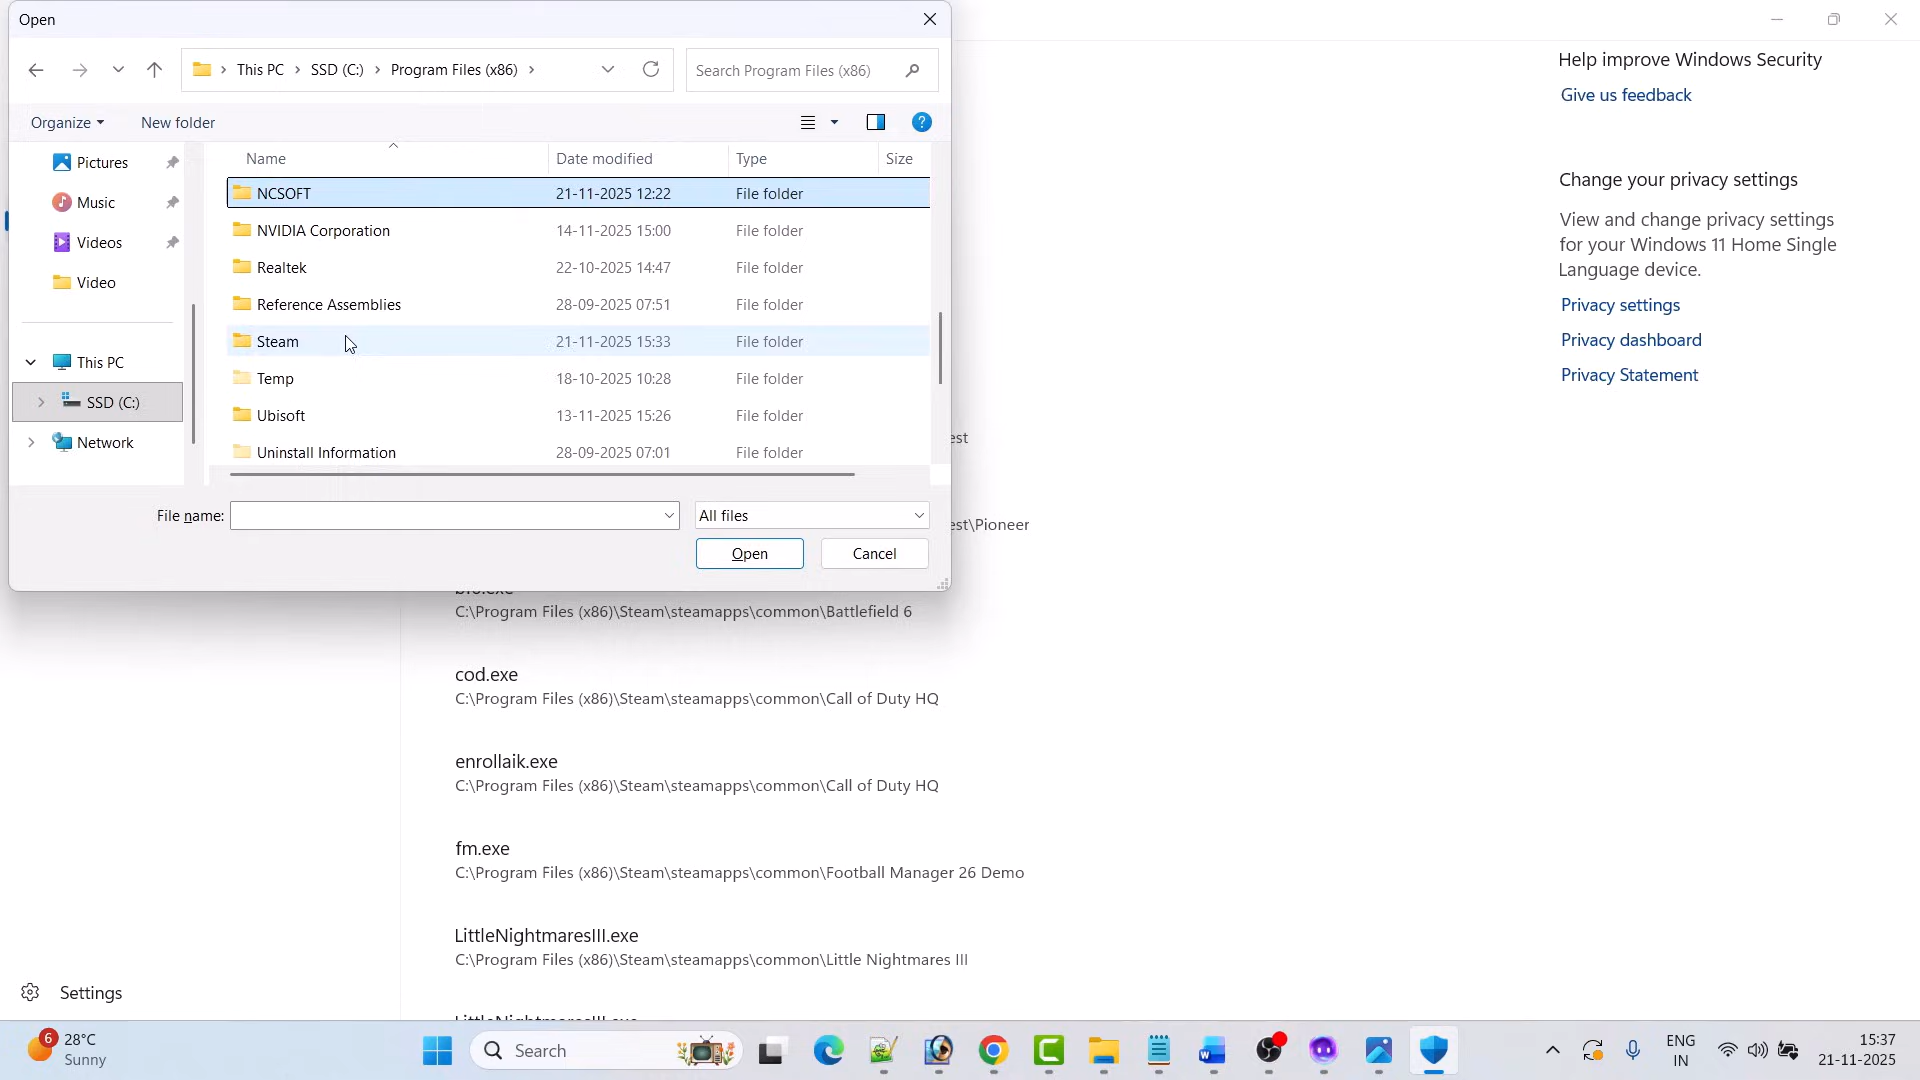 Open
This PC > SSD (C:) > Program Files (x86) >
Search Program Files (x86)
Organize
New folder
Pictures
Music
Videos
Video
This PC
SSD (C:)
Network
Name Date modified Type Size
NCSOFT 21-11-2025 12:22 File folder
NVIDIA Corporation 14-11-2025 15:00 File folder
Realtek 22-10-2025 14:47 File folder
Reference Assemblies 28-09-2025 07:51 File folder
Steam 21-11-2025 15:33 File folder
Temp 18-10-2025 10:28 File folder
Ubisoft 13-11-2025 15:26 File folder
Uninstall Information 28-09-2025 07:01 File folder
File name:
All files
Open
Cancel
Help improve Windows Security
Give us feedback
Change your privacy settings
View and change privacy settings
for your Windows 11 Home Single
Language device.
Privacy settings
Privacy dashboard
Privacy Statement
est
est\Pioneer
C:\Program Files (x86)\Steam\steamapps\common\Battlefield 6
cod.exe
C:\Program Files (x86)\Steam\steamapps\common\Call of Duty HQ
enrollaik.exe
C:\Program Files (x86)\Steam\steamapps\common\Call of Duty HQ
fm.exe
C:\Program Files (x86)\Steam\steamapps\common\Football Manager 26 Demo
LittleNightmaresIII.exe
C:\Program Files (x86)\Steam\steamapps\common\Little Nightmares III
Settings
6
28°C
Sunny
Search
ENG
IN
15:37
21-11-2025